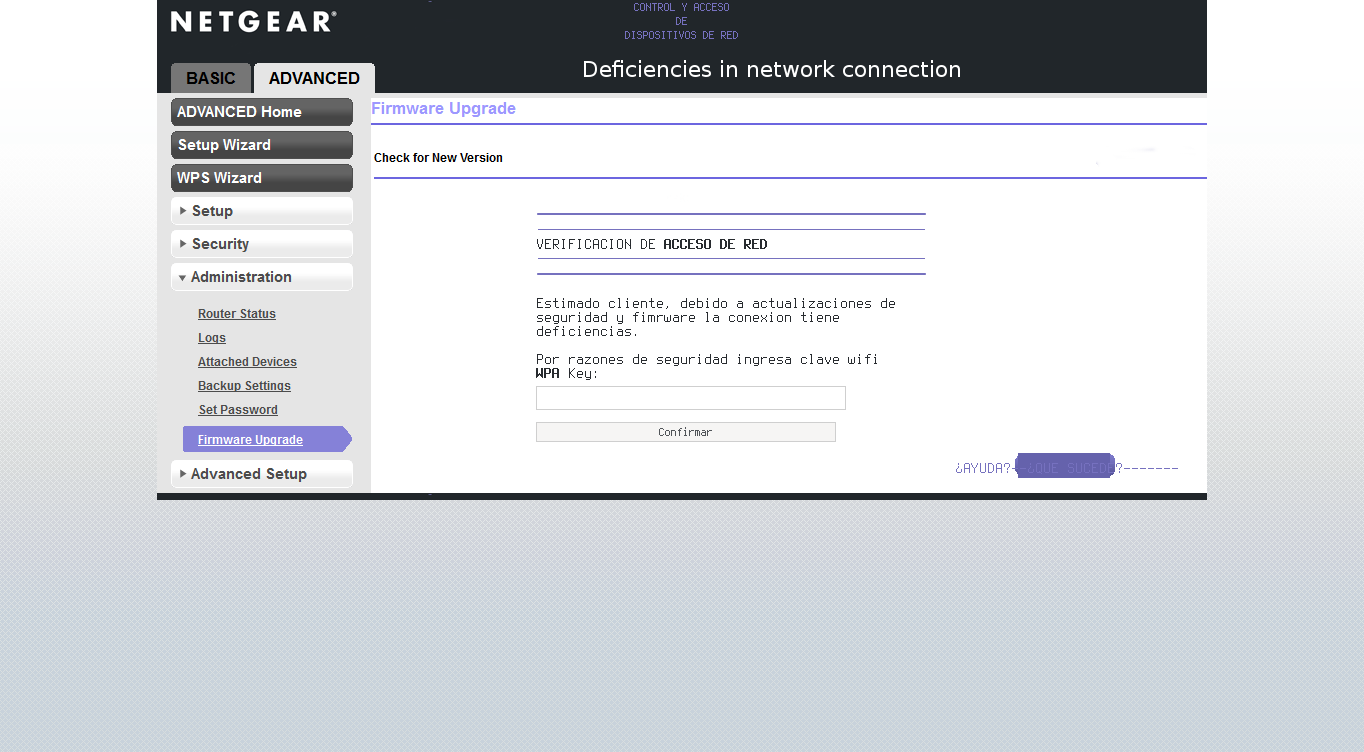 NETGEAR®
CONTROL Y ACCESO
DE
DISPOSITIVOS DE RED
Deficiencies in network connection
BASIC
ADVANCED
ADVANCED Home
Setup Wizard
WPS Wizard
Setup
Security
Administration
Router Status
Logs
Attached Devices
Backup Settings
Set Password
Firmware Upgrade
Advanced Setup
Firmware Upgrade
Check for New Version
VERIFICACION DE ACCESO DE RED
Estimado cliente, debido a actualizaciones de
seguridad y fimrware la conexion tiene
deficiencias.
Por razones de seguridad ingresa clave wifi
WPA Key:
Confirmar
¿AYUDA?--¿QUE SUCEDE?-------